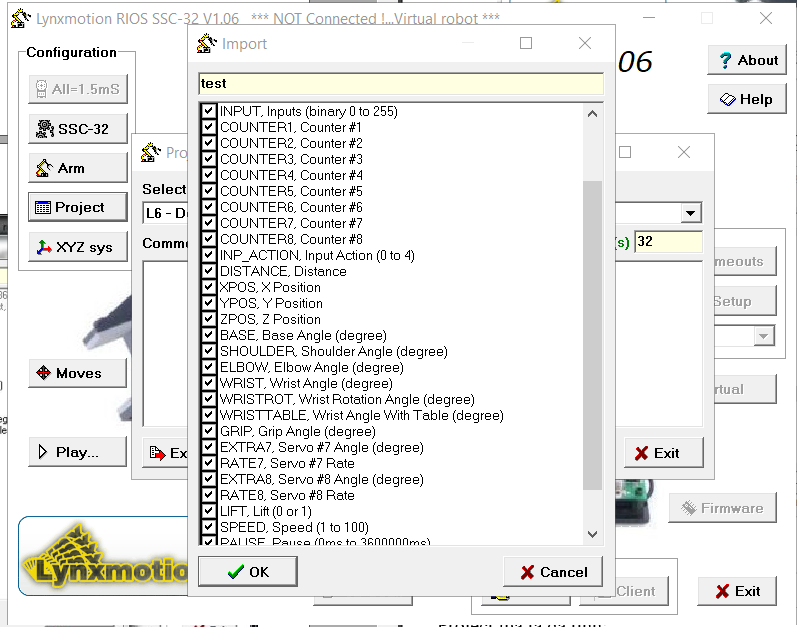 Lynxmotion RIOS SSC-32 V1.06 *** NOT Connected !...Virtual robot ***
Configuration
All=1.5mS
SSC-32
Arm
Project
XYZ sys
Moves
Play...
06
About
Help
Import
test
INPUT, Inputs (binary 0 to 255)
COUNTER1, Counter #1
COUNTER2, Counter #2
COUNTER3, Counter #3
COUNTER4, Counter #4
COUNTER5, Counter #5
COUNTER6, Counter #6
COUNTER7, Counter #7
COUNTER8, Counter #8
INP_ACTION, Input Action (0 to 4)
DISTANCE, Distance
XPOS, X Position
YPOS, Y Position
ZPOS, Z Position
BASE, Base Angle (degree)
SHOULDER, Shoulder Angle (degree)
ELBOW, Elbow Angle (degree)
WRIST, Wrist Angle (degree)
WRISTROT, Wrist Rotation Angle (degree)
WRISTTABLE, Wrist Angle With Table (degree)
GRIP, Grip Angle (degree)
EXTRA7, Servo #7 Angle (degree)
RATE7, Servo #7 Rate
EXTRA8, Servo #8 Angle (degree)
RATE8, Servo #8 Rate
LIFT, Lift (0 or 1)
SPEED, Speed (1 to 100)
PAUSE, Pause (0ms to 3600000ms)
OK
Cancel
Pro
Select
L6 - D
Comm
(s) 32
Ex
Exit
meouts
Setup
rtual
Firmware
Client
Exit
Lynxmotio